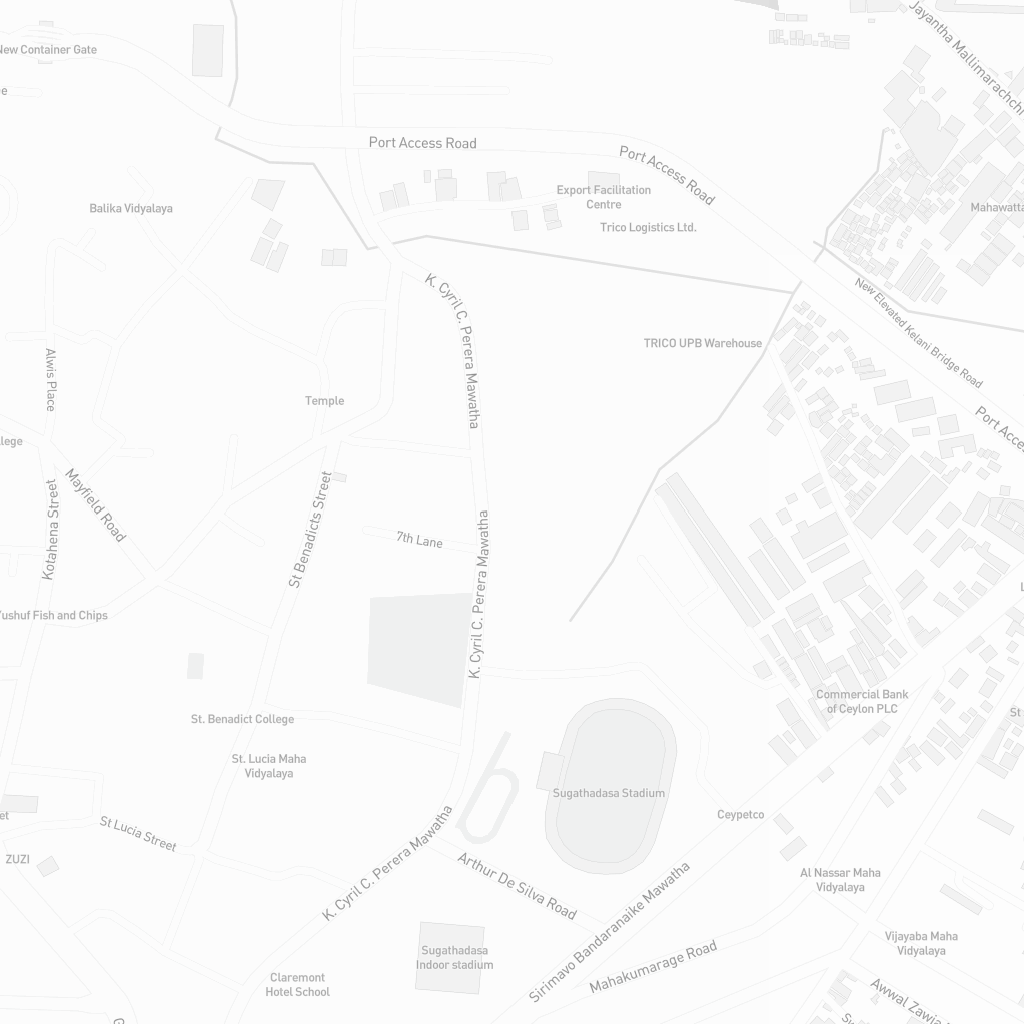 New Container Gate
Jayantha Mallimarachchi
Port Access Road
Port Access Road
Export Facilitation
Centre
Trico Logistics Ltd.
Balika Vidyalaya
Mahawatta
K. Cyril C. Perera Mawatha
New Elevated Kelani Bridge Road
TRICO UPB Warehouse
Alwis Place
Temple
Port Acces
llege
Mayfield Road
Kotahena Street
St Benadicts Street
7th Lane
K. Cyril C. Perera Mawatha
Yushuf Fish and Chips
Commercial Bank
of Ceylon PLC
St
St. Benadict College
St. Lucia Maha
Vidyalaya
Sugathadasa Stadium
Ceypetco
et
St Lucia Street
K. Cyril C. Perera Mawatha
ZUZI
Arthur De Silva Road
Al Nassar Maha
Vidyalaya
Sirimavo Bandaranaike Mawatha
Mahakumarage Road
Vijayaba Maha
Vidyalaya
Sugathadasa
Indoor stadium
Claremont
Hotel School
Awwal Zawia